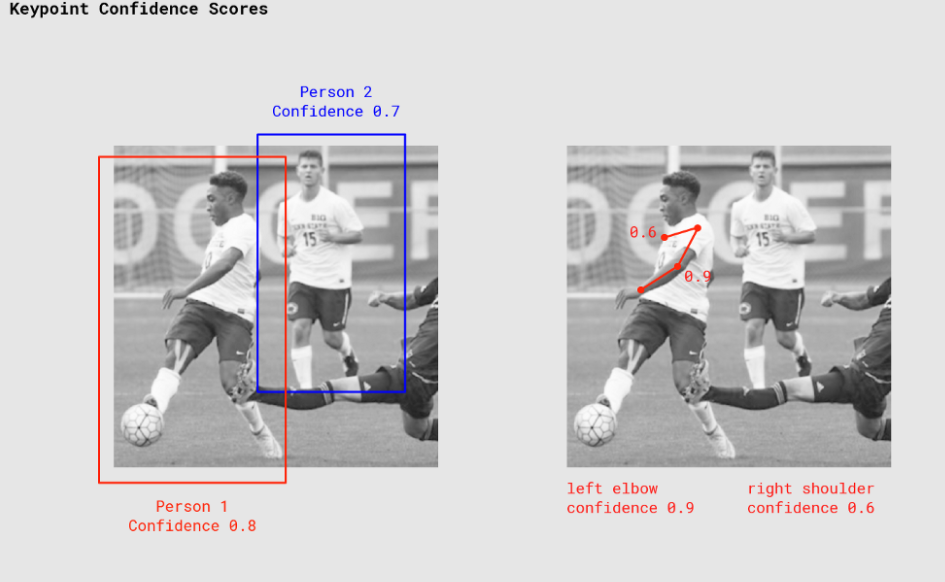 Keypoint Confidence Scores
Person 2
Confidence 0.7
SOCCER
15
Person 1
Confidence 0.8
OCCER
15
0.6
0.9
left elbow
confidence 0.9
right shoulder
confidence 0.6